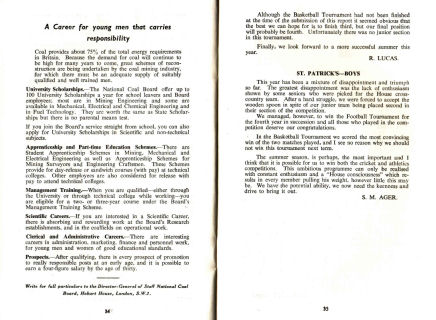 A Career for young men that carries
responsibility
Coal provides about 75% of the total energy requirements
in Britain. Because the demand for coal will continue to
be high for many years to come, great schemes of recon-
struction are being undertaken by the coal mining industry,
for which there must be an adequate supply of suitably
qualified and well trained men.
University Scholarships.—The National Coal Board offer up to
100 University Scholarships a year for school leavers and Board
employees; most are in Mining Engineering and some are
available in Mechanical, Electrical and Chemical Engineering and
in Fuel Technology. They are worth the same as State Scholar-
ships but there is no parental means test.
If you join the Board's service straight from school, you can also
apply for University Scholarships in Scientific and non-technical
subjects.
Apprenticeship and Part-time Education Schemes.—There are
Student Apprenticeship Schemes in Mining, Mechanical and
Electrical Engineering as well as Apprenticeship Schemes for
Mining Surveyors and Engineering Craftsmen. These Schemes
provide for day-release or sandwich courses (with pay) at technical
colleges. Other employees are also considered for release with
pay to attend technical colleges.
Management Training.—When you are qualified—either through
the University or through technical college while working—you
are eligible for a two- or three-year course under the Board's
Management Training Scheme.
Scientific Careers.—If you are interested in a Scientific Career,
there is absorbing and rewarding work at the Board's Research
establishments, and in the coalfields on operational work.
Clerical and Administrative Careers.—There are interesting
careers in administration, marketing, finance and personnel work,
for young men and women of good educational standards.
Prospects.—After qualifying, there is every prospect of promotion
to really responsible posts at an early age, and it is possible to
earn a four-figure salary by the age of thirty.
Write for full particulars to the Director-General of Staff National Coal
Board, Hobart House, London, S.W.1.
34
Although the Basketball Tournament had not been finished
at the time of the submission of this report it seemed obvious that
the best we can hope for is to finish third, but our final position
will probably be fourth. Unfortunately there was no junior section
in this tournament.
Finally, we look forward to a more successful summer this
year.
R. LUCAS.
ST. PATRICK'S—BOYS
This year has been a mixture of disappointment and triumph
so far. The greatest disappointment was the lack of enthusiasm
shown by some seniors who were picked for the House cross-
country team. After a hard struggle, we were forced to accept the
wooden spoon in spite of our junior team being placed second in
their section of the competition.
We managed, however, to win the Football Tournament for
the fourth year in succession and all those who played in the com-
petition deserve our congratulations.
In the Basketball Tournament we scored the most convincing
win of the two matches played, and I see no reason why we should
not win this tournament next term.
The summer season, is perhaps, the most important and I
think that it is possible for us to win both the cricket and athletics
competitions. This ambitious programme can only be realised
with constant enthusiasm and a "House consciousness" which re-
sults in every member pulling his weight, however little this may
be. We have the potential ability, we now need the keenness and
drive to bring it out.
S. M. AGER.
35